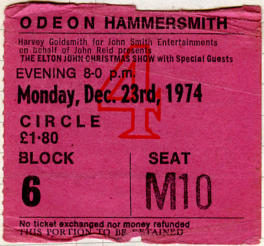 ODEON HAMMERSMITH
Harvey Goldsmith for John Smith Entertainments
on behalf of John Reid presents
THE ELTON JOHN CHRISTMAS SHOW with Special Guests
EVENING 8-0 p.m.
4
Monday, Dec. 23rd, 1974
CIRCLE
£1·80
BLOCK SEAT
6 M10
No ticket exchanged nor money refunded
THIS PORTION TO BE RETAINED